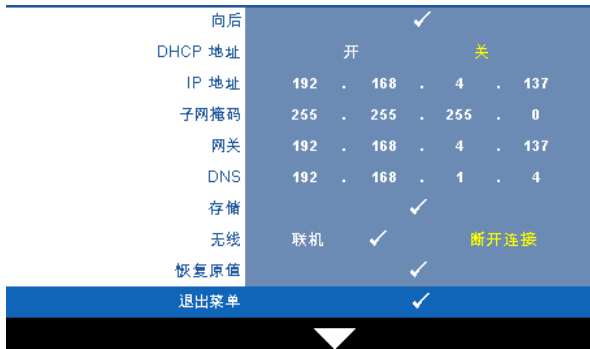 向后
DHCP 地址 开 关
IP 地址 192 . 168 . 4 . 137
子网掩码 255 . 255 . 255 . 0
网关 192 . 168 . 4 . 137
DNS 192 . 168 . 1 . 4
存储
无线 联机 断开连接
恢复原值
退出菜单